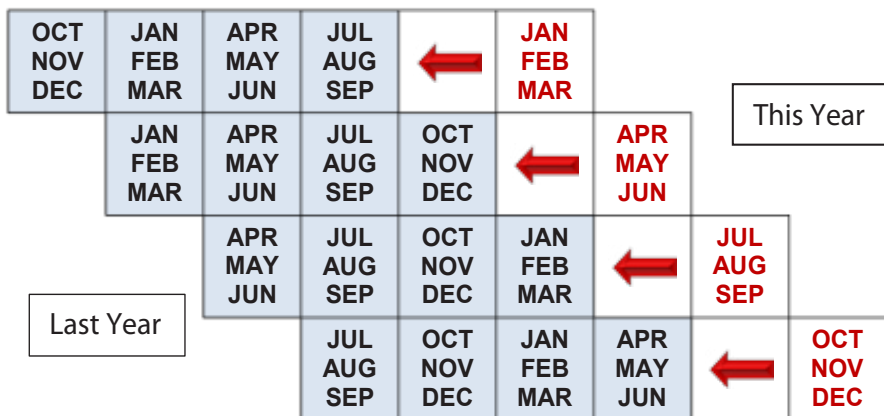 OCT JAN APR JUL JAN
NOV FEB MAY AUG FEB
DEC MAR JUN SEP MAR
This Year
JAN APR JUL OCT APR
FEB MAY AUG NOV MAY
MAR JUN SEP DEC JUN
APR JUL OCT JAN JUL
MAY AUG NOV FEB AUG
JUN SEP DEC MAR SEP
Last Year
JUL OCT JAN APR OCT
AUG NOV FEB MAY NOV
SEP DEC MAR JUN DEC